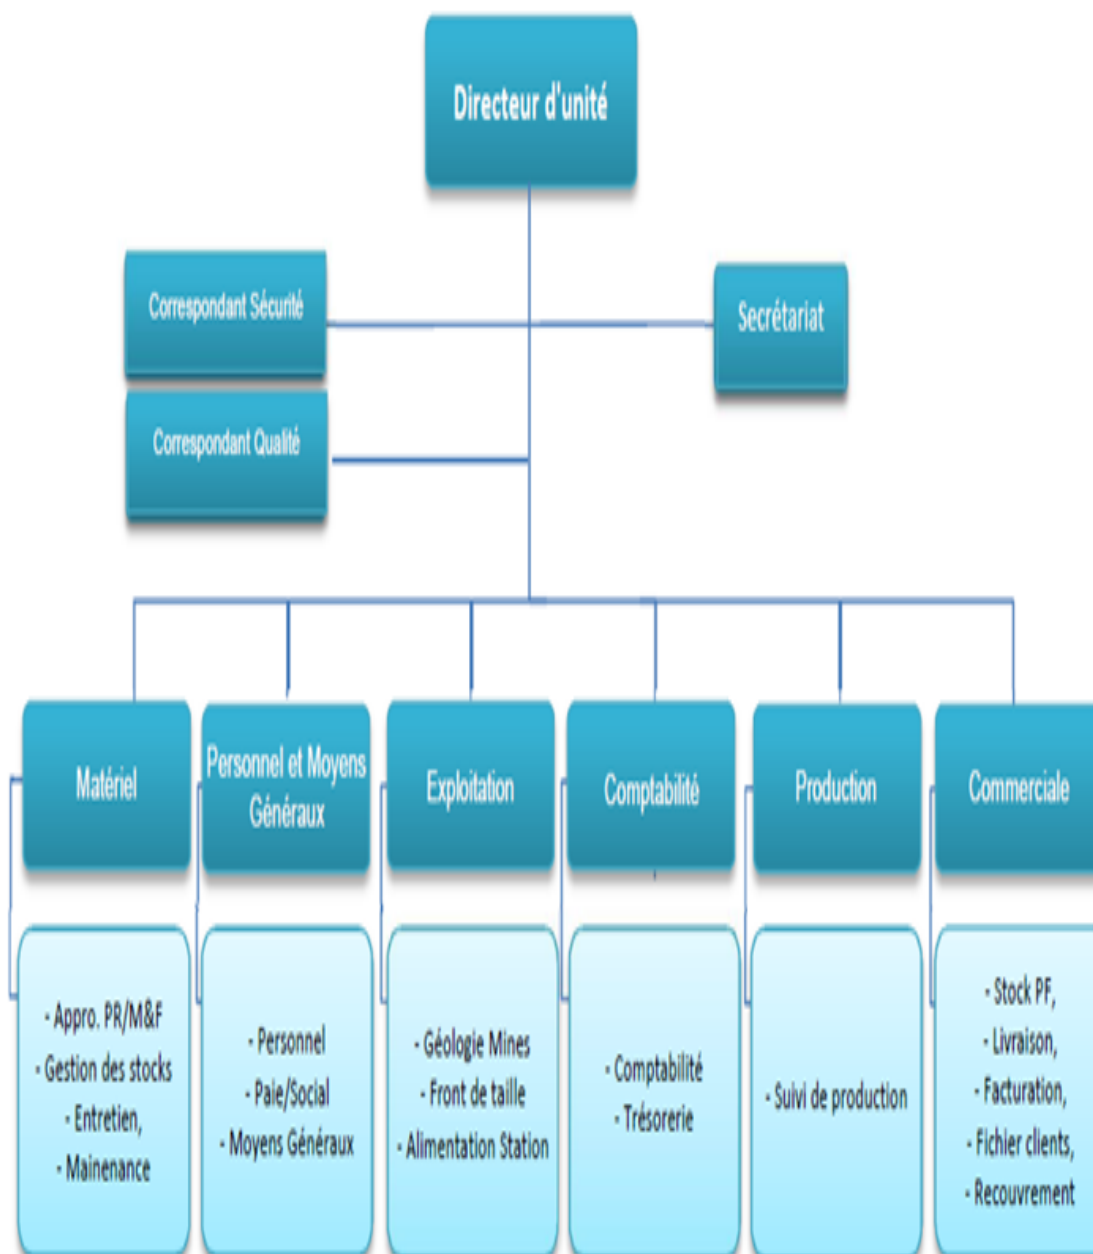 Directeur d'unité
Correspondant Sécurité
Secrétariat
Correspondant Qualité
Matériel
Personnel et Moyens
Généraux
Exploitation
Comptabilité
Production
Commerciale
- Appro. PR/M&F
- Gestion des stocks
- Entretien,
- Mainenance
- Personnel
- Paie/Social
- Moyens Généraux
- Géologie Mines
- Front de taille
- Alimentation Station
- Comptabilité
- Trésorerie
- Suivi de production
- Stock PF,
- Livraison,
- Facturation,
- Fichier clients,
- Recouvrement